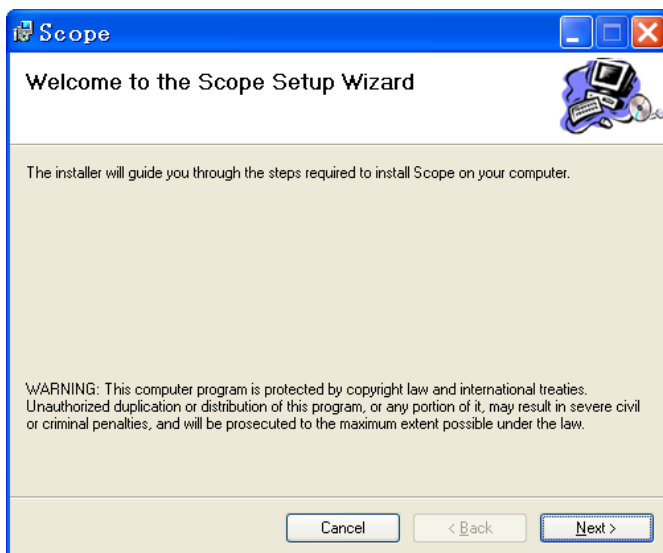 Scope
Welcome to the Scope Setup Wizard
The installer will guide you through the steps required to install Scope on your computer.
WARNING: This computer program is protected by copyright law and international treaties.
Unauthorized duplication or distribution of this program, or any portion of it, may result in severe civil
or criminal penalties, and will be prosecuted to the maximum extent possible under the law.
Cancel
< Back
Next >